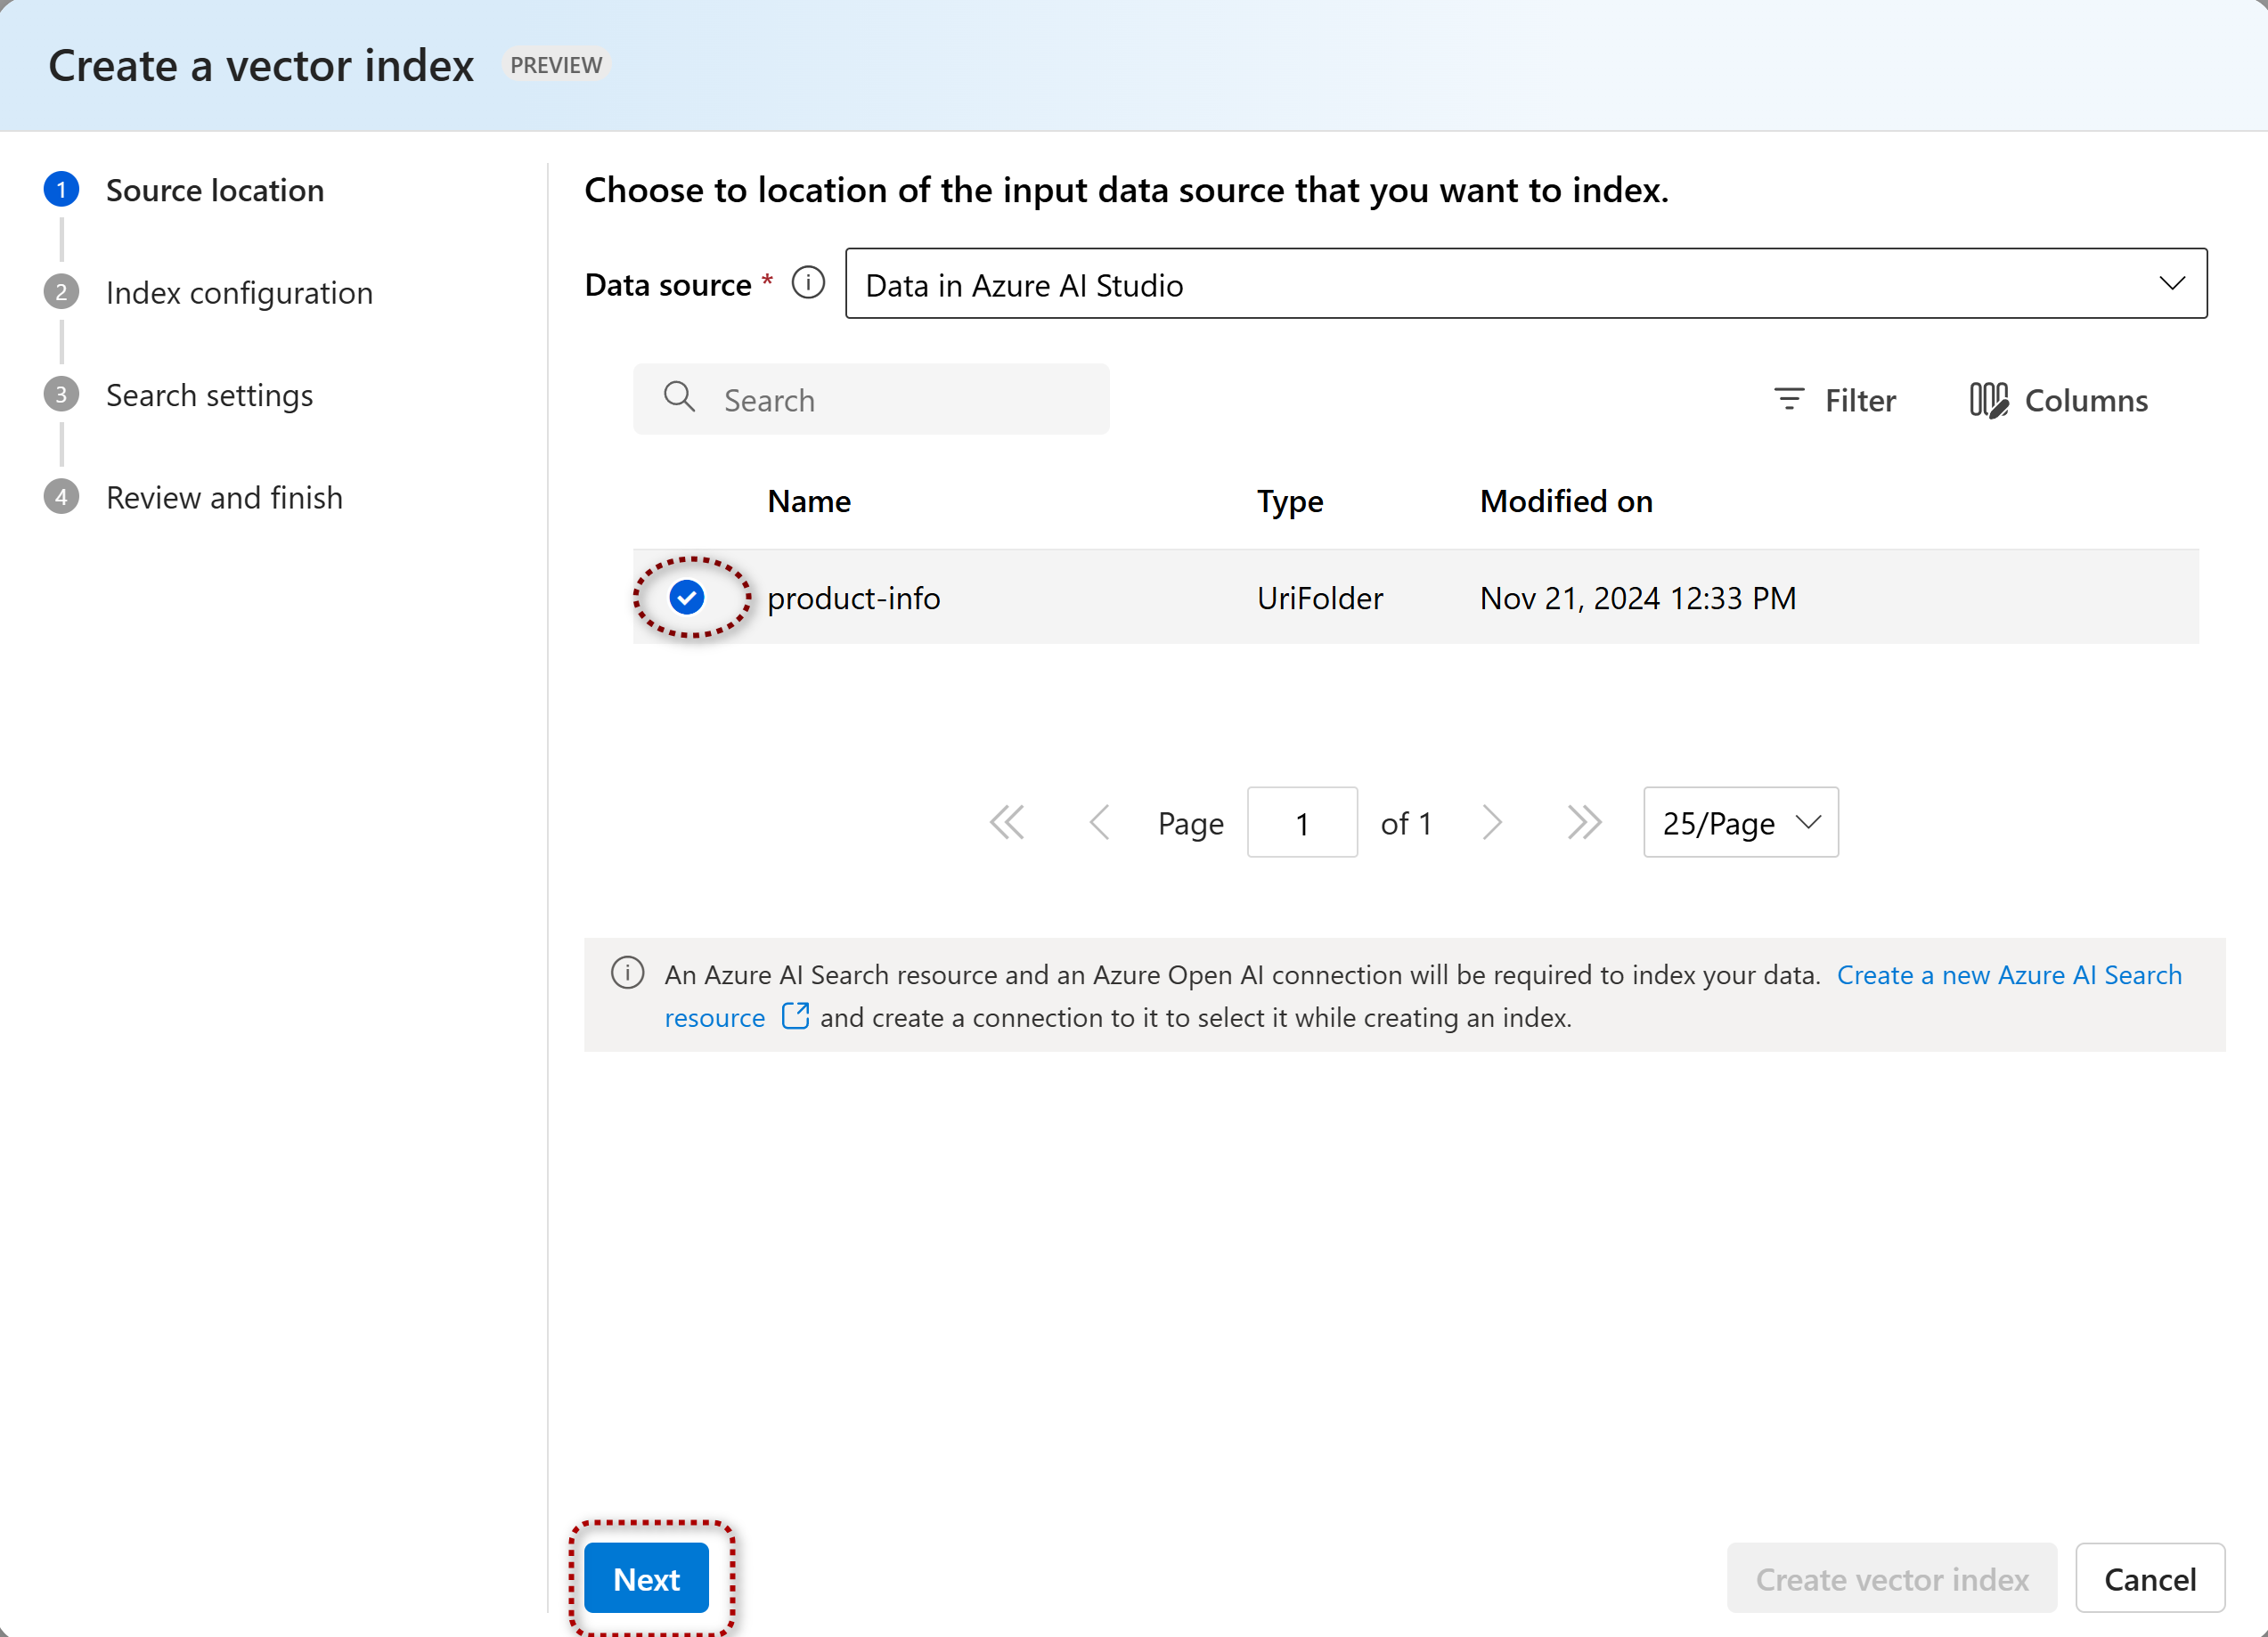 Create a vector index PREVIEW
1 Source location
2 Index configuration
3 Search settings
4 Review and finish
Choose to location of the input data source that you want to index.
Data source * Data in Azure AI Studio
Search Filter Columns
Name Type Modified on
product-info UriFolder Nov 21, 2024 12:33 PM
Page 1 of 1 25/Page
An Azure AI Search resource and an Azure Open AI connection will be required to index your data. Create a new Azure AI Search
resource and create a connection to it to select it while creating an index.
Next Create vector index Cancel